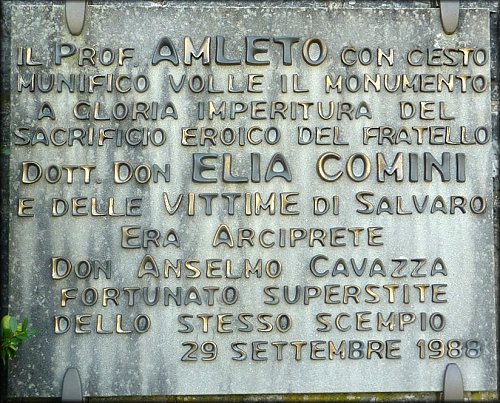 IL PROF. AMLETO CON CESTO
MUNIFICO VOLLE IL MONUMENTO
A GLORIA IMPERITURA DEL
SACRIFICIO EROICO DEL FRATELLO
DOTT. DON ELIA COMINI
E DELLE VITTIME DI SALVARO
ERA ARCIPRETE
DON ANSELMO CAVAZZA
FORTUNATO SUPERSTITE
DELLO STESSO SCEMPIO
29 SETTEMBRE 1988